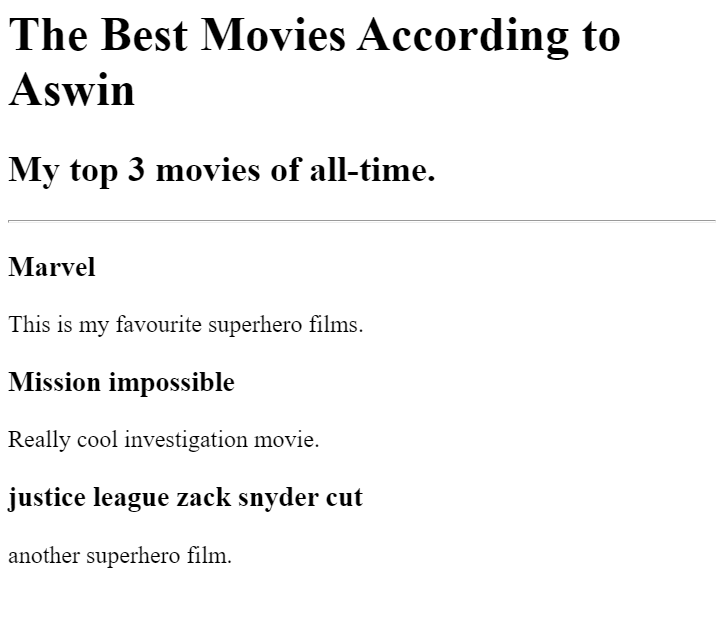 The Best Movies According to
Aswin
My top 3 movies of all-time.
Marvel
This is my favourite superhero films.
Mission impossible
Really cool investigation movie.
justice league zack snyder cut
another superhero film.